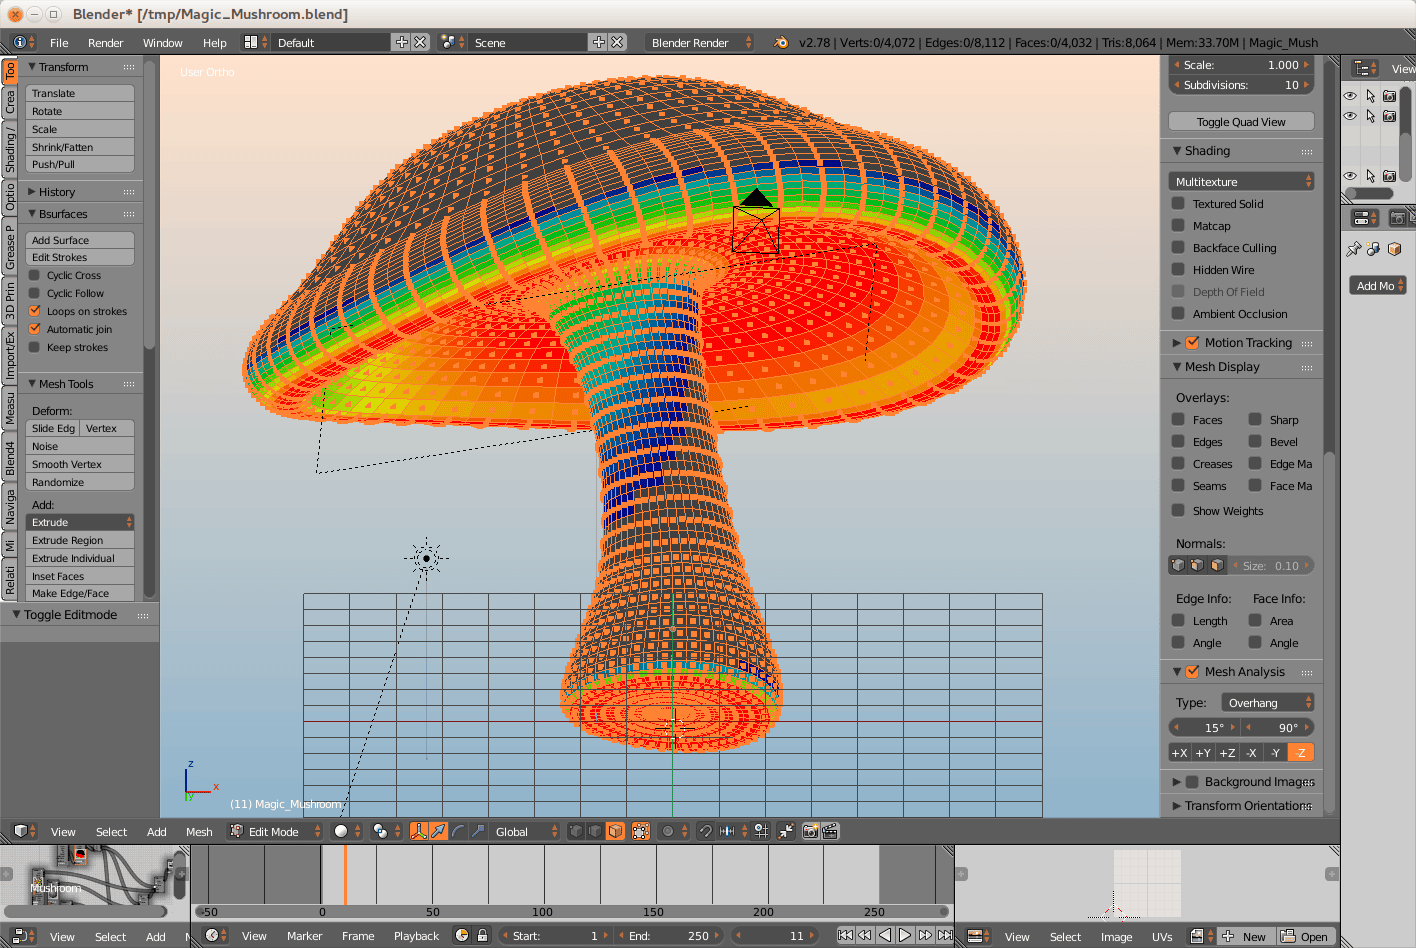 Blender* [/tmp/Magic_Mushroom.blend]
File Render Window Help Default Scene Blender Render v2.78 | Verts:0/4,072 | Edges:0/8,112 | Faces:0/4,032 | Tris:8,064 | Mem:33.70M | Magic_Mush
Too
Crea
Shading /
Optio
Grease P
3D Prin
Import/Ex
Measu
Blend4
Naviga
Mi
Relati
Transform
Translate
Rotate
Scale
Shrink/Fatten
Push/Pull
History
Bsurfaces
Add Surface
Edit Strokes
Cyclic Cross
Cyclic Follow
Loops on strokes
Automatic join
Keep strokes
Mesh Tools
Deform:
Slide Edg Vertex
Noise
Smooth Vertex
Randomize
Add:
Extrude
Extrude Region
Extrude Individual
Inset Faces
Make Edge/Face
Toggle Editmode
User Ortho
z
x
y
(11) Magic_Mushroom
Scale: 1.000
Subdivisions: 10
Toggle Quad View
Shading
Multitexture
Textured Solid
Matcap
Backface Culling
Hidden Wire
Depth Of Field
Ambient Occlusion
Motion Tracking
Mesh Display
Overlays:
Faces Sharp
Edges Bevel
Creases Edge Ma
Seams Face Ma
Show Weights
Normals:
Size: 0.10
Edge Info: Face Info:
Length Area
Angle Angle
Mesh Analysis
Type: Overhang
15° 90°
+X +Y +Z -X -Y -Z
Background Images
Transform Orientations
View
Add Mo
View Select Add Mesh Edit Mode Global
Mushroom
-50 0 50 100 150 200 250
View Select Add
View Marker Frame Playback Start: 1 End: 250 11
View Select Image UVs New Open